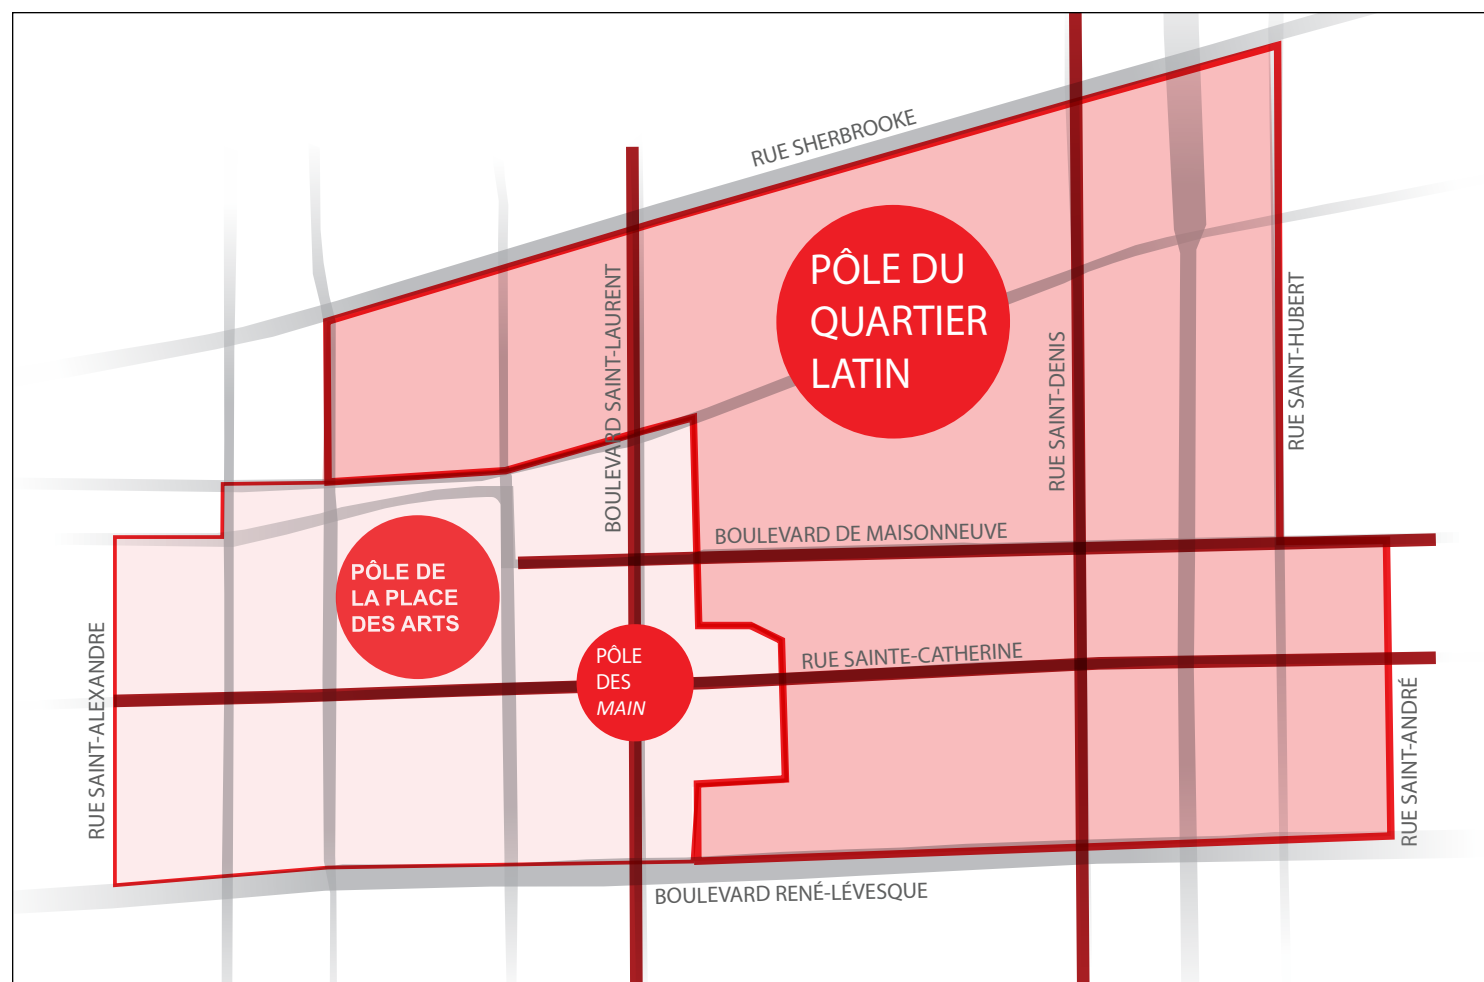 RUE SHERBROOKE
PÔLE DU
QUARTIER
LATIN
BOULEVARD SAINT-LAURENT
RUE SAINT-DENIS
RUE SAINT-HUBERT
BOULEVARD DE MAISONNEUVE
PÔLE DE
LA PLACE
DES ARTS
PÔLE
DES
MAIN
RUE SAINTE-CATHERINE
RUE SAINT-ALEXANDRE
RUE SAINT-ANDRÉ
BOULEVARD RENÉ-LÉVESQUE